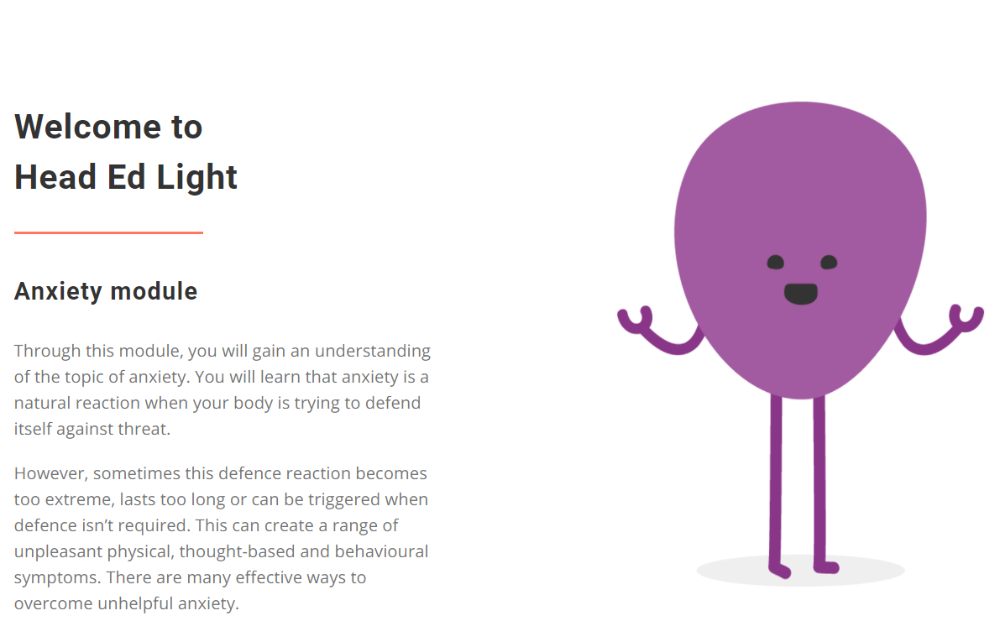 Welcome to
Head Ed Light
Anxiety module
Through this module, you will gain an understanding
of the topic of anxiety. You will learn that anxiety is a
natural reaction when your body is trying to defend
itself against threat.
However, sometimes this defence reaction becomes
too extreme, lasts too long or can be triggered when
defence isn’t required. This can create a range of
unpleasant physical, thought-based and behavioural
symptoms. There are many effective ways to
overcome unhelpful anxiety.